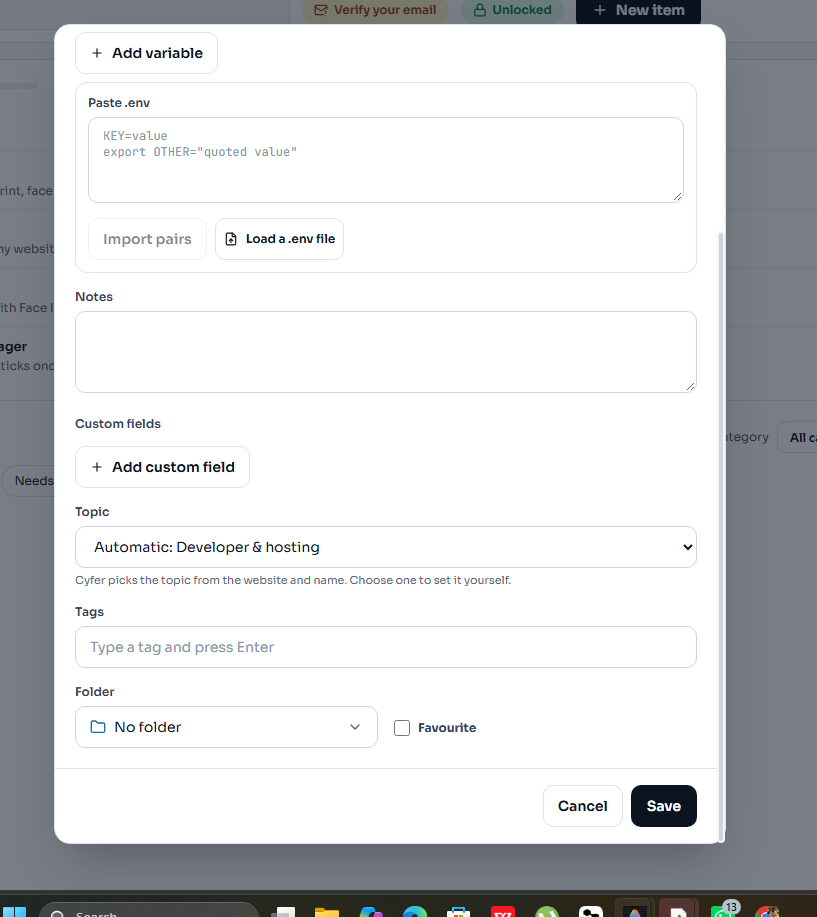 Verify your email
Unlocked
+ New item
+ Add variable
Paste .env
KEY=value
export OTHER="quoted value"
Import pairs
Load a .env file
rint, face
ny websit
Notes
ith Face I
ager
ticks onc
Custom fields
tegory
All ca
+ Add custom field
Needs
Topic
Automatic: Developer & hosting
Cyfer picks the topic from the website and name. Choose one to set it yourself.
Tags
Type a tag and press Enter
Folder
No folder
Favourite
Cancel
Save
Search
13